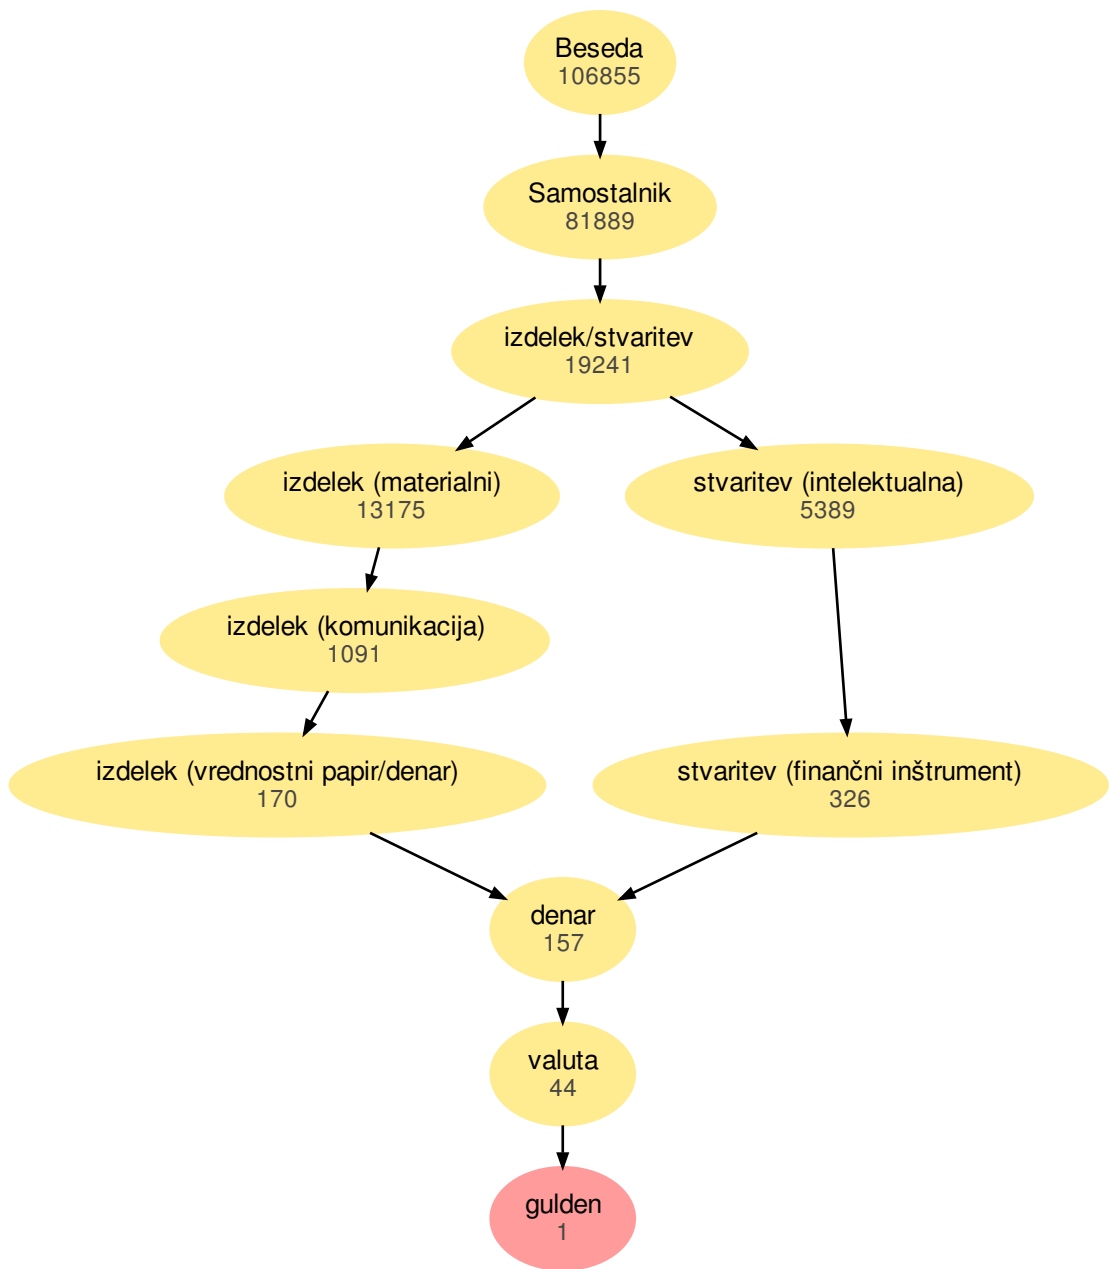 Beseda
106855
Samostalnik
81889
izdelek/stvaritev
19241
izdelek (materialni)
13175
stvaritev (intelektualna)
5389
izdelek (komunikacija)
1091
izdelek (vrednostni papir/denar)
170
stvaritev (finančni inštrument)
326
denar
157
valuta
44
gulden
1